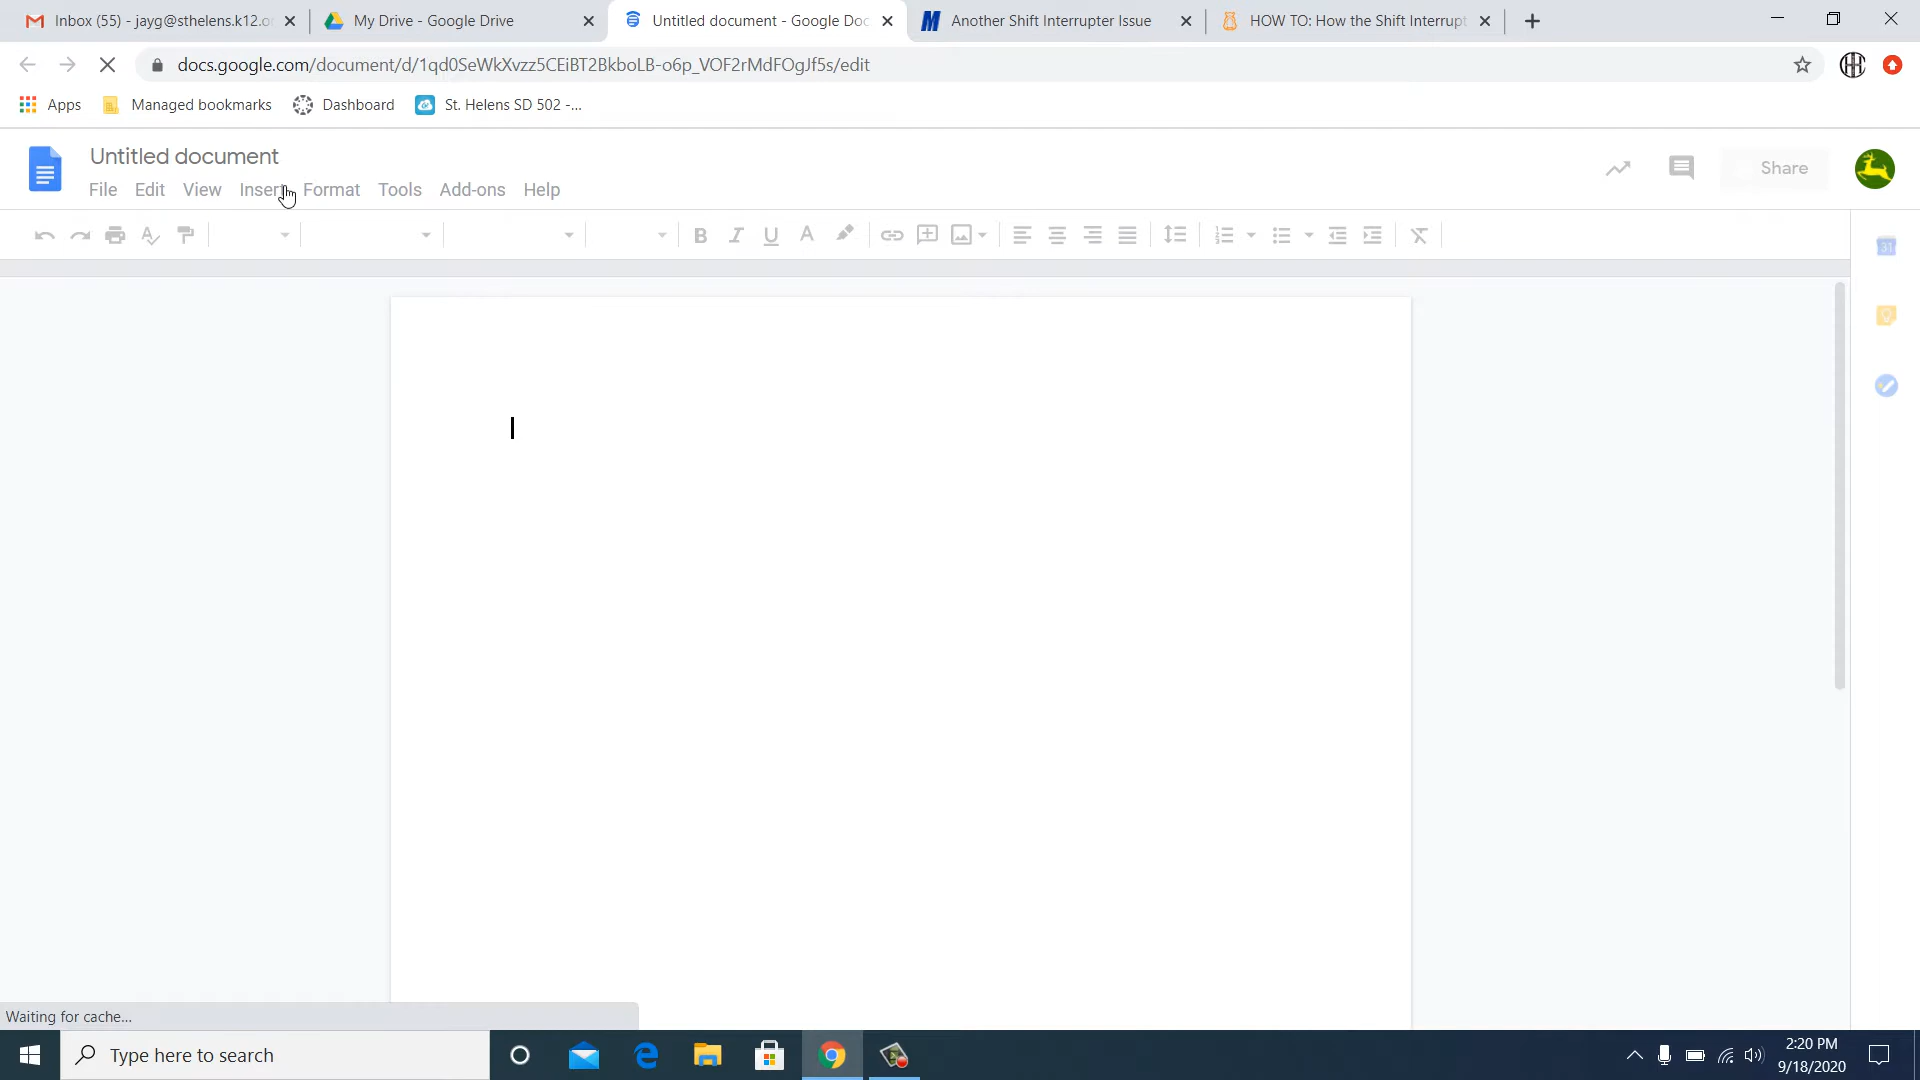 Inbox (55) - jayg@sthelens.k12.o
My Drive - Google Drive
Untitled document - Google Doc
Another Shift Interrupter Issue
HOW TO: How the Shift Interrupt
docs.google.com/document/d/1qd0SeWkXvzz5CEiBT2BkboLB-o6p_VOF2rMdFOgJf5s/edit
Apps Managed bookmarks Dashboard St. Helens SD 502 -...
Untitled document
File Edit View Insert Format Tools Add-ons Help
Share
31
Waiting for cache...
Type here to search
2:20 PM
9/18/2020